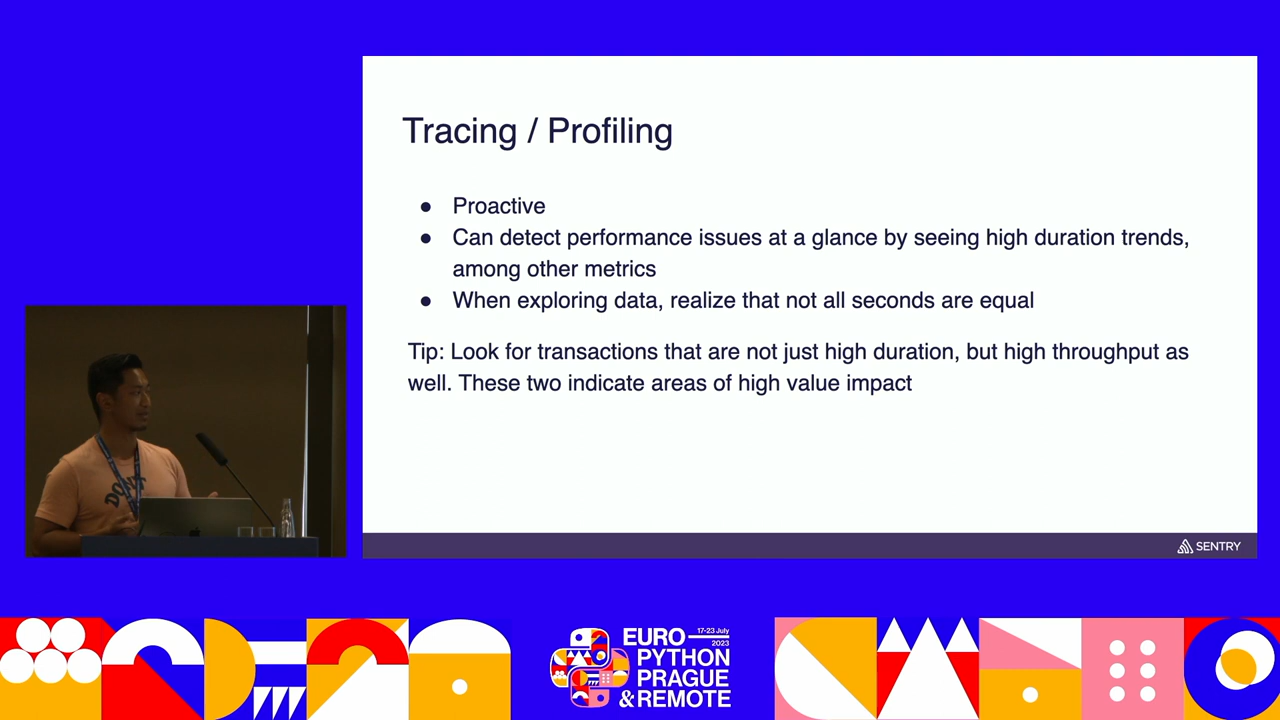 Tracing / Profiling
● Proactive
● Can detect performance issues at a glance by seeing high duration trends,
among other metrics
● When exploring data, realize that not all seconds are equal
Tip: Look for transactions that are not just high duration, but high throughput as
well. These two indicate areas of high value impact
SENTRY
EURO
17-23 July
2023
PYTHON
PRAGUE
& REMOTE